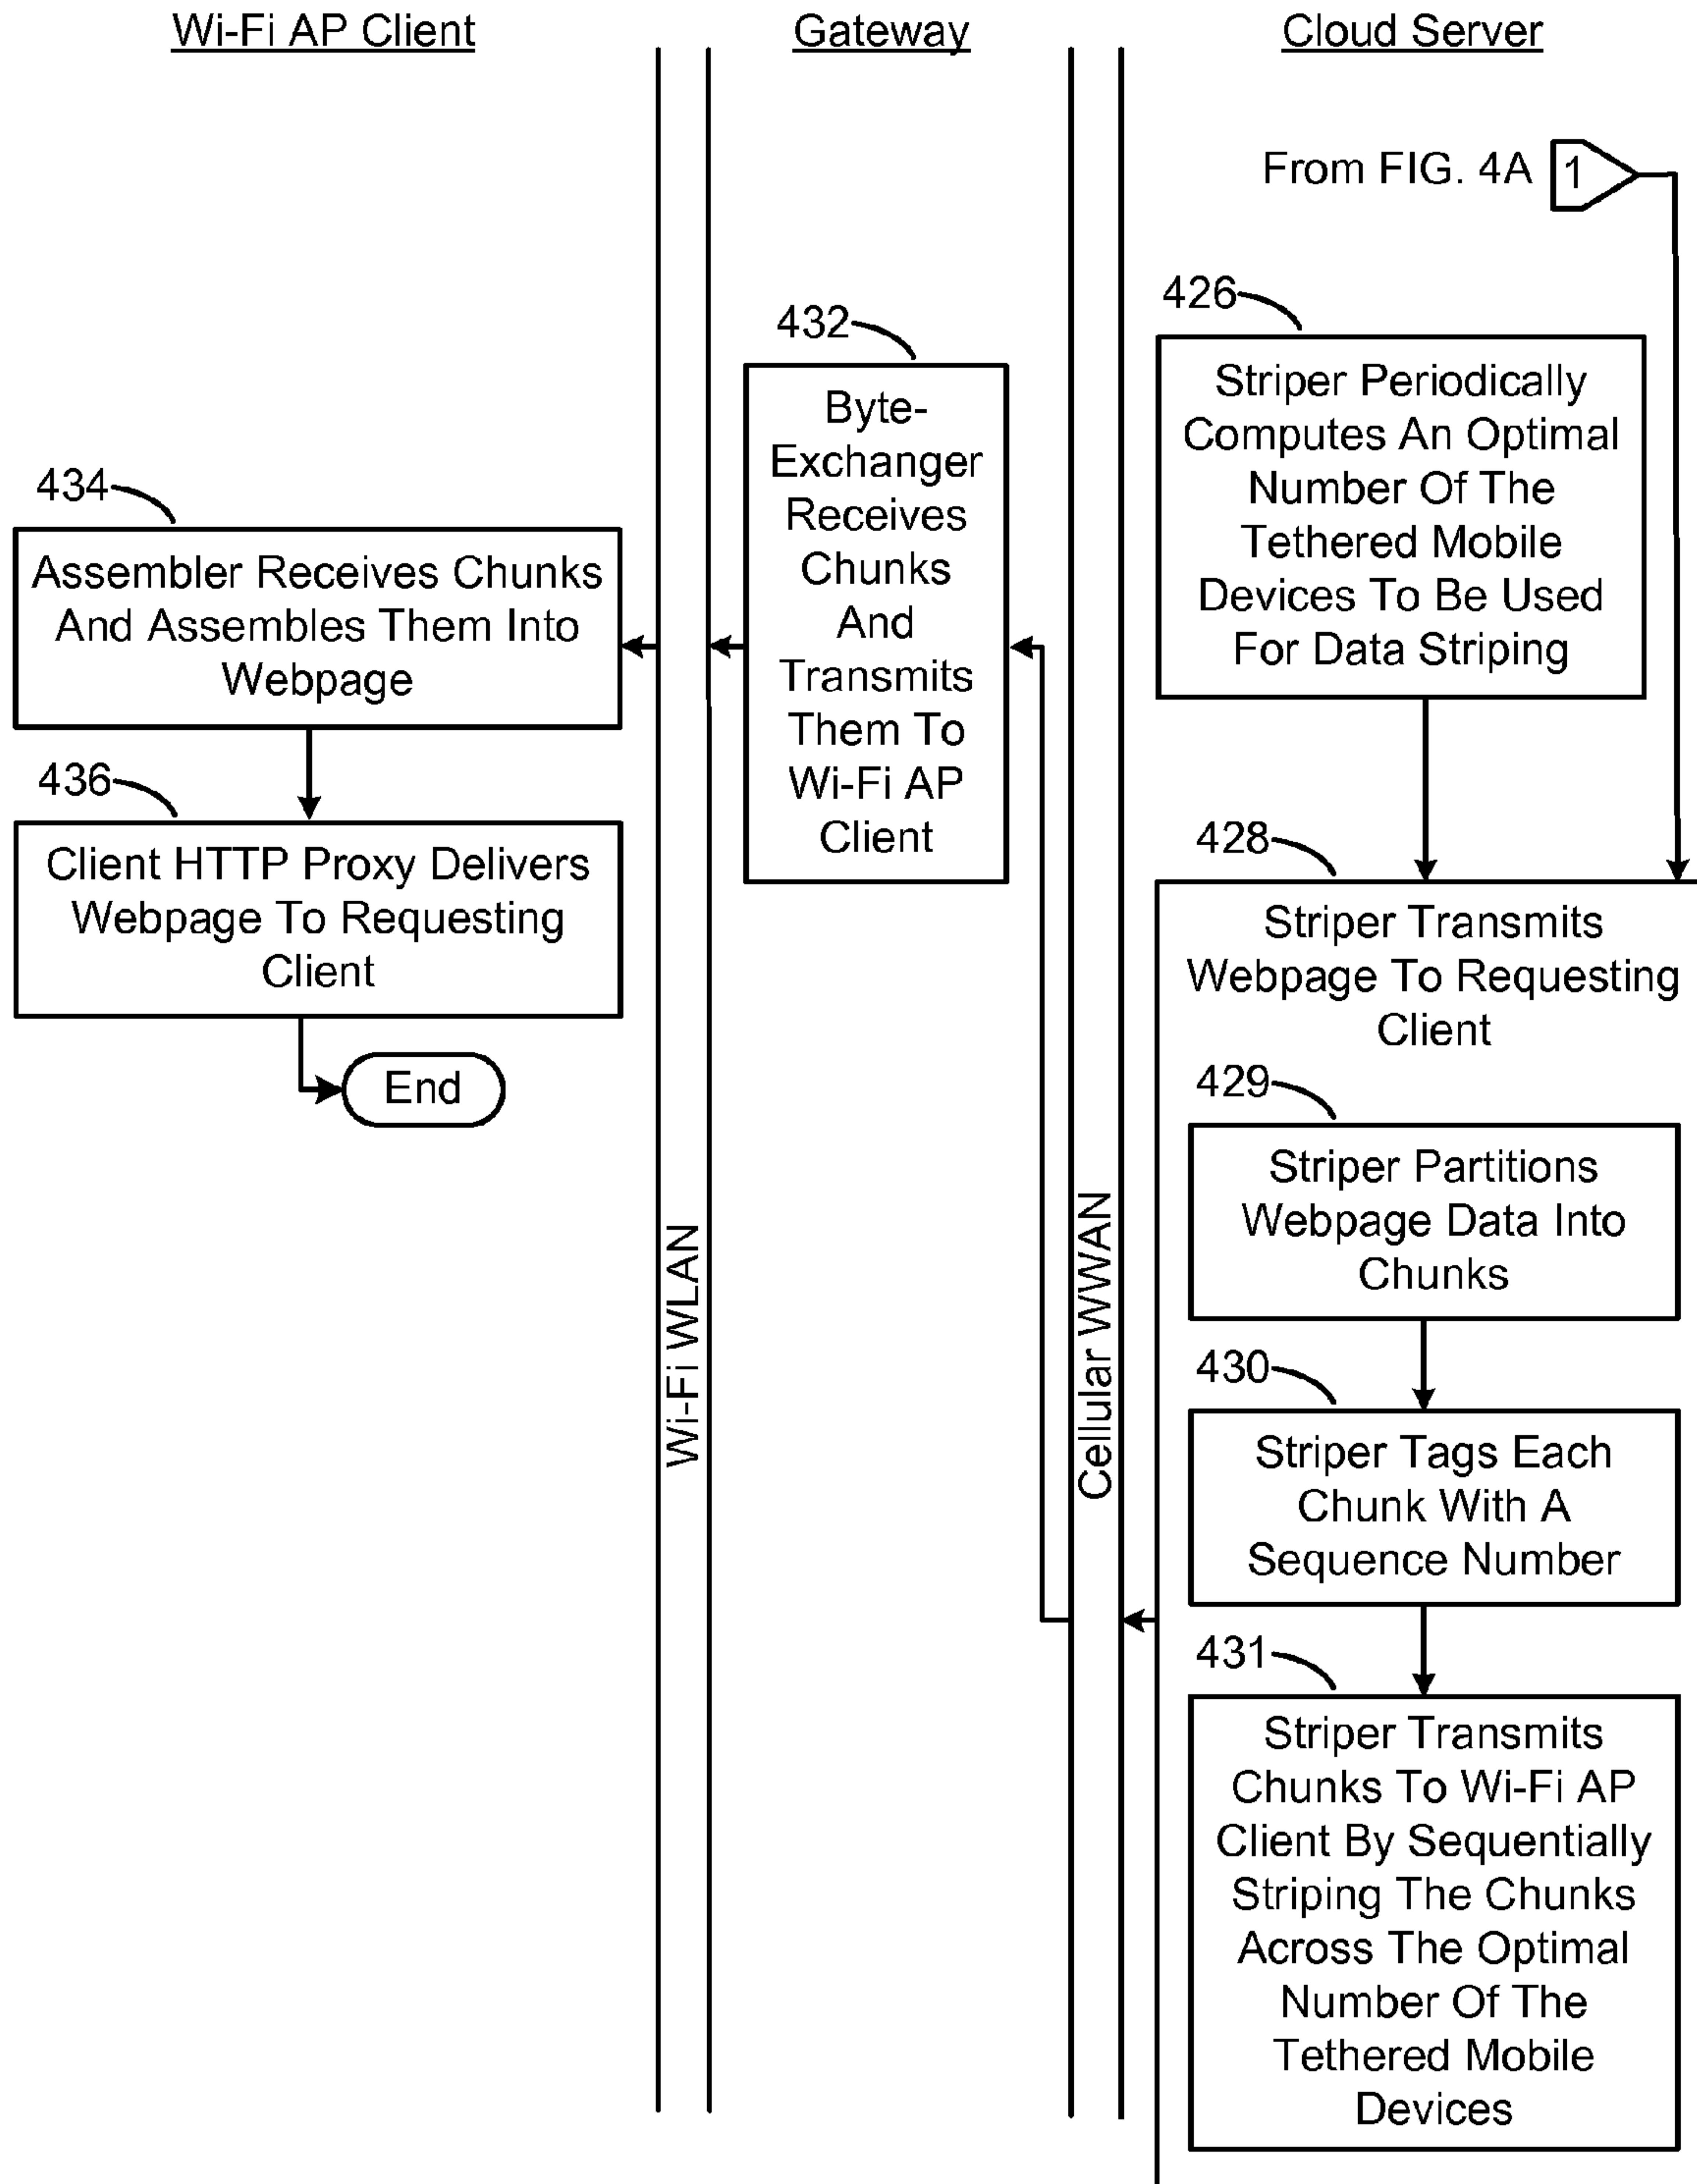 Wi-Fi AP Client
Gateway
Cloud Server
From FIG. 4A
1
426
Striper Periodically
Computes An Optimal
Number Of The
Tethered Mobile
Devices To Be Used
For Data Striping
432
Byte-
Exchanger
Receives
Chunks
And
Transmits
Them To
Wi-Fi AP
Client
434
Assembler Receives Chunks
And Assembles Them Into
Webpage
436
Client HTTP Proxy Delivers
Webpage To Requesting
Client
End
428
Striper Transmits
Webpage To Requesting
Client
429
Striper Partitions
Webpage Data Into
Chunks
430
Striper Tags Each
Chunk With A
Sequence Number
431
Striper Transmits
Chunks To Wi-Fi AP
Client By Sequentially
Striping The Chunks
Across The Optimal
Number Of The
Tethered Mobile
Devices
Wi-Fi WLAN
Cellular WWAN